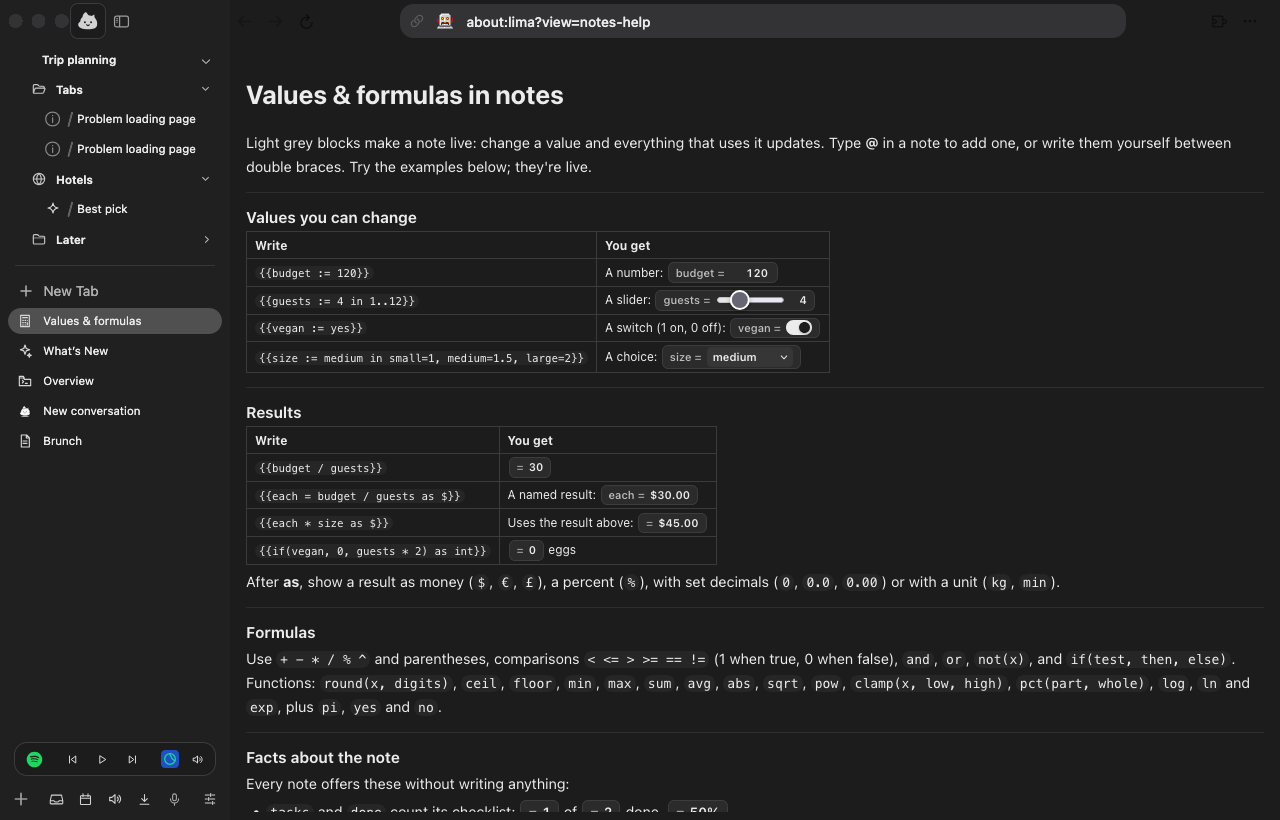 Trip planning
Tabs
/ Problem loading page
/ Problem loading page
Hotels
/ Best pick
Later
New Tab
Values & formulas
What's New
Overview
New conversation
Brunch
about:lima?view=notes-help
Values & formulas in notes
Light grey blocks make a note live: change a value and everything that uses it updates. Type @ in a note to add one, or write them yourself between
double braces. Try the examples below; they're live.
Values you can change
Write You get
{{budget := 120}} A number: budget = 120
{{guests := 4 in 1..12}} A slider: guests = 4
{{vegan := yes}} A switch (1 on, 0 off): vegan =
{{size := medium in small=1, medium=1.5, large=2}} A choice: size = medium
Results
Write You get
{{budget / guests}} = 30
{{each = budget / guests as $}} A named result: each = $30.00
{{each * size as $}} Uses the result above: = $45.00
{{if(vegan, 0, guests * 2) as int}} = 0 eggs
After as, show a result as money ( $ , € , £ ), a percent ( % ), with set decimals ( 0 , 0.0 , 0.00 ) or with a unit ( kg , min ).
Formulas
Use + − * / % ^ and parentheses, comparisons < <= > >= == != (1 when true, 0 when false), and , or , not(x) , and if(test, then, else) .
Functions: round(x, digits) , ceil , floor , min , max , sum , avg , abs , sqrt , pow , clamp(x, low, high) , pct(part, whole) , log , ln and
exp , plus pi , yes and no .
Facts about the note
Every note offers these without writing anything:
• tasks and done count its checklist: = 1 of = 2 done, = 50%